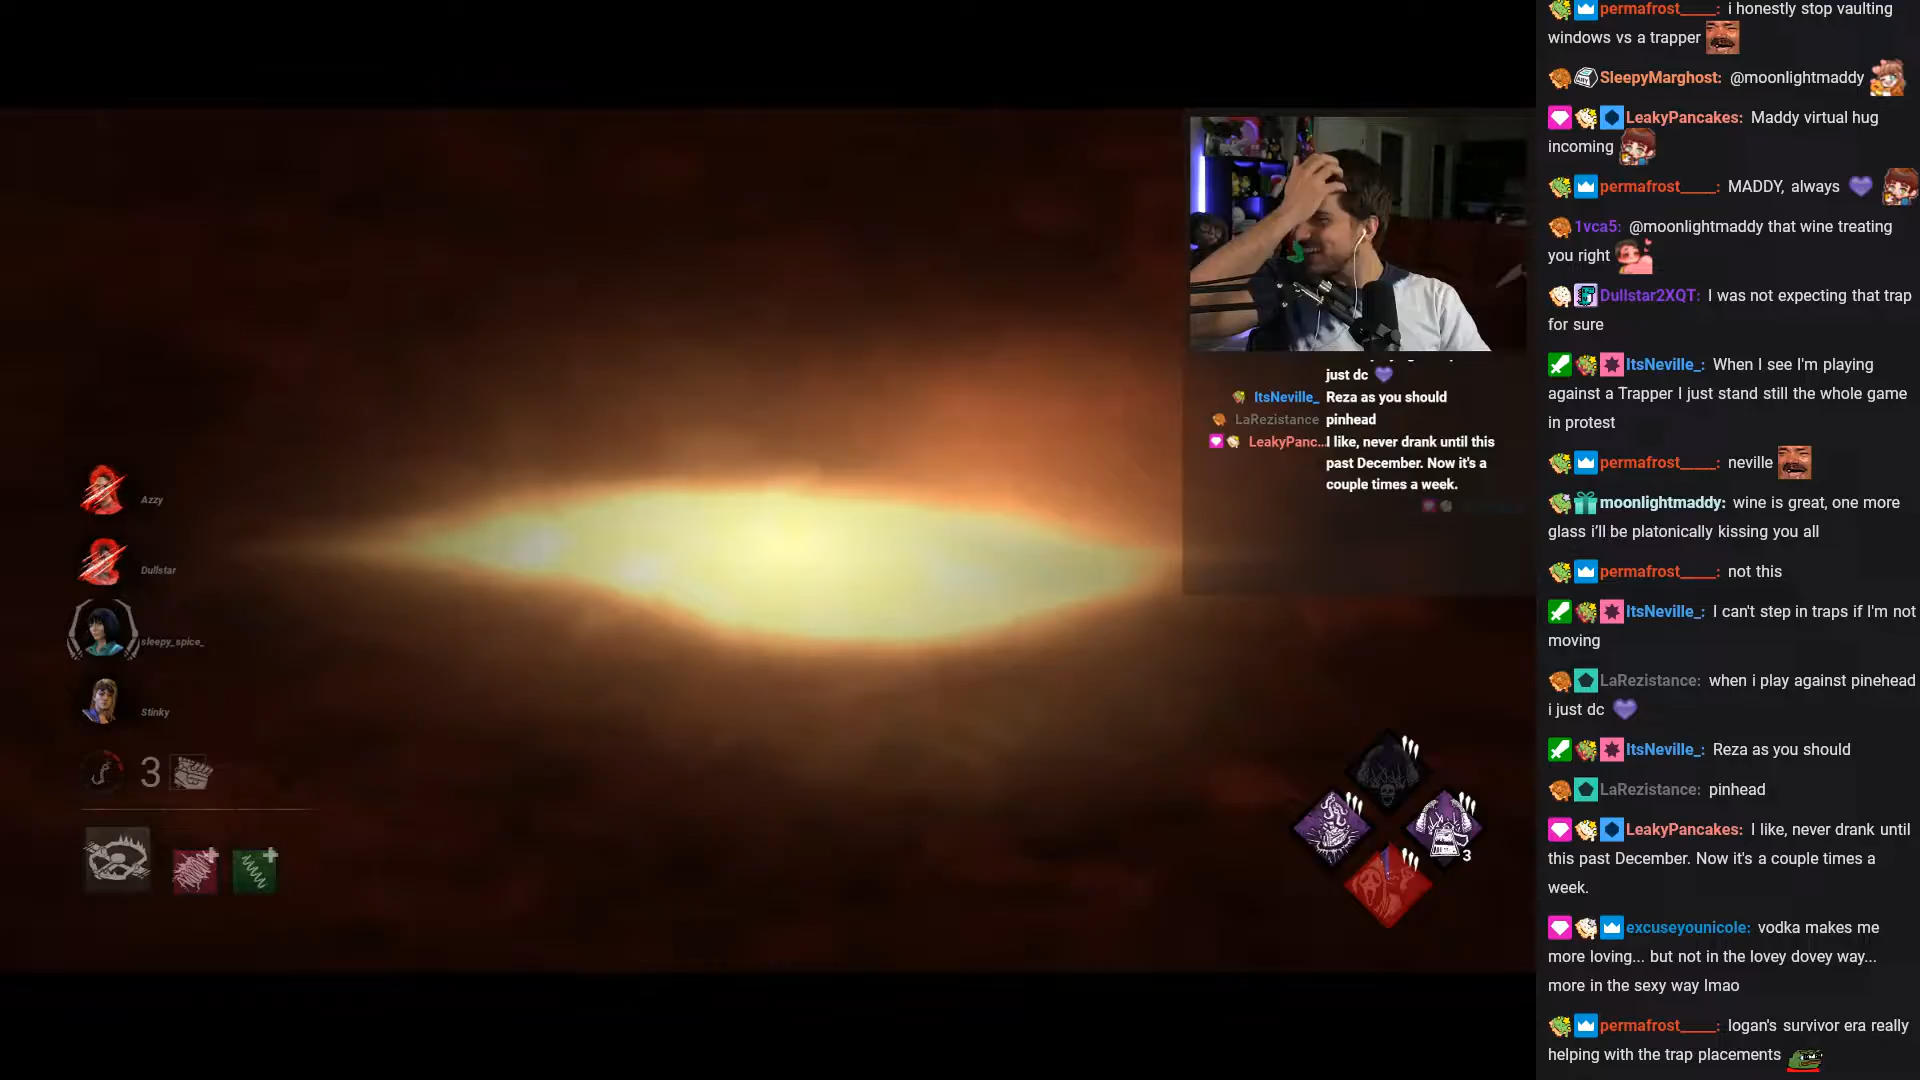 permafrost_____: i honestly stop vaulting
windows vs a trapper
SleepyMarghost: @moonlightmaddy
LeakyPancakes: Maddy virtual hug
incoming
permafrost_____: MADDY, always
1vca5: @moonlightmaddy that wine treating
you right
Dullstar2XQT: I was not expecting that trap
for sure
ItsNeville_: When I see I'm playing
against a Trapper I just stand still the whole game
in protest
permafrost_____: neville
moonlightmaddy: wine is great, one more
glass i'll be platonically kissing you all
permafrost_____: not this
ItsNeville_: I can't step in traps if I'm not
moving
LaRezistance: when i play against pinehead
i just dc
ItsNeville_: Reza as you should
LaRezistance: pinhead
LeakyPancakes: I like, never drank until
this past December. Now it's a couple times a
week.
excuseyounicole: vodka makes me
more loving... but not in the lovey dovey way...
more in the sexy way lmao
permafrost_____: logan's survivor era really
helping with the trap placements
just dc
ItsNeville_ Reza as you should
LaRezistance pinhead
LeakyPanc... I like, never drank until this
past December. Now it's a
couple times a week.
Azzy
Dullstar
sleepy_spice_
Stinky
3
3